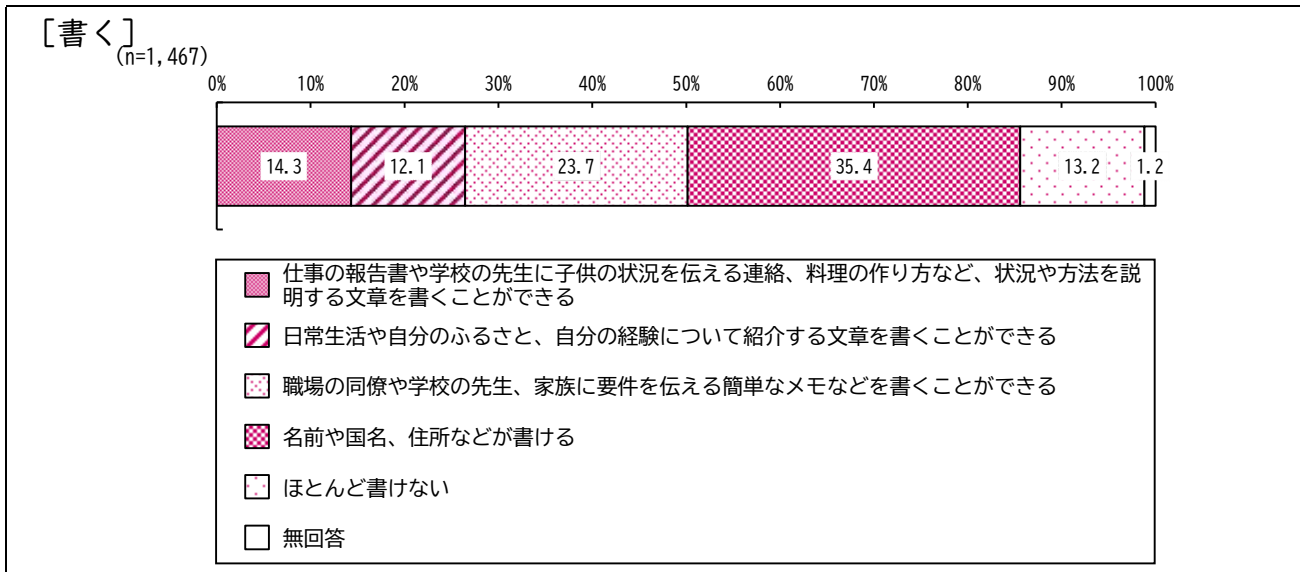 [書く]
(n=1,467)
0% 10% 20% 30% 40% 50% 60% 70% 80% 90% 100%
14.3 12.1 23.7 35.4 13.2 1.2
仕事の報告書や学校の先生に子供の状況を伝える連絡、料理の作り方など、状況や方法を説
明する文章を書くことができる
日常生活や自分のふるさと、自分の経験について紹介する文章を書くことができる
職場の同僚や学校の先生、家族に要件を伝える簡単なメモなどを書くことができる
名前や国名、住所などが書ける
ほとんど書けない
無回答